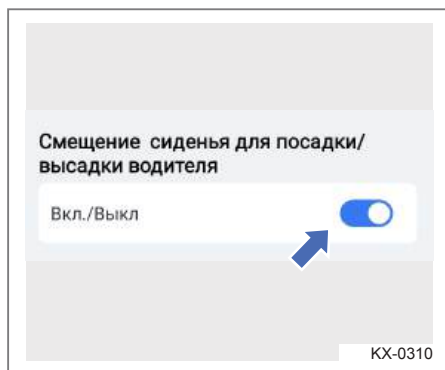 Смещение сиденья для посадки/
высадки водителя
Вкл./Выкл
KX-0310